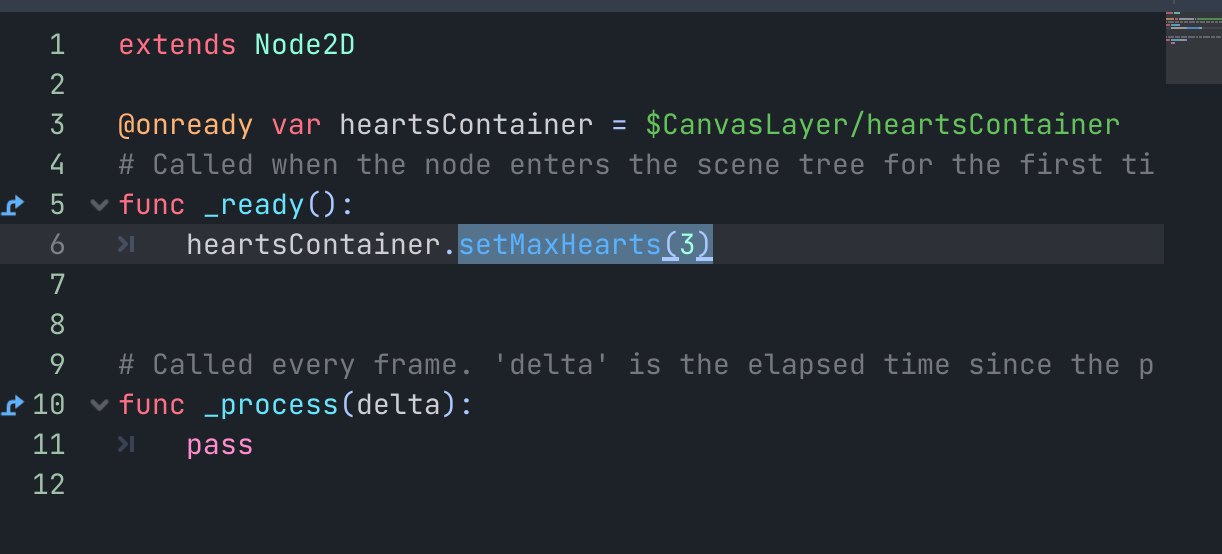 1 extends Node2D
2
3 @onready var heartsContainer = $CanvasLayer/heartsContainer
4 # Called when the node enters the scene tree for the first ti
5 func _ready():
6 heartsContainer.setMaxHearts(3)
7
8
9 # Called every frame. 'delta' is the elapsed time since the p
10 func _process(delta):
11 pass
12